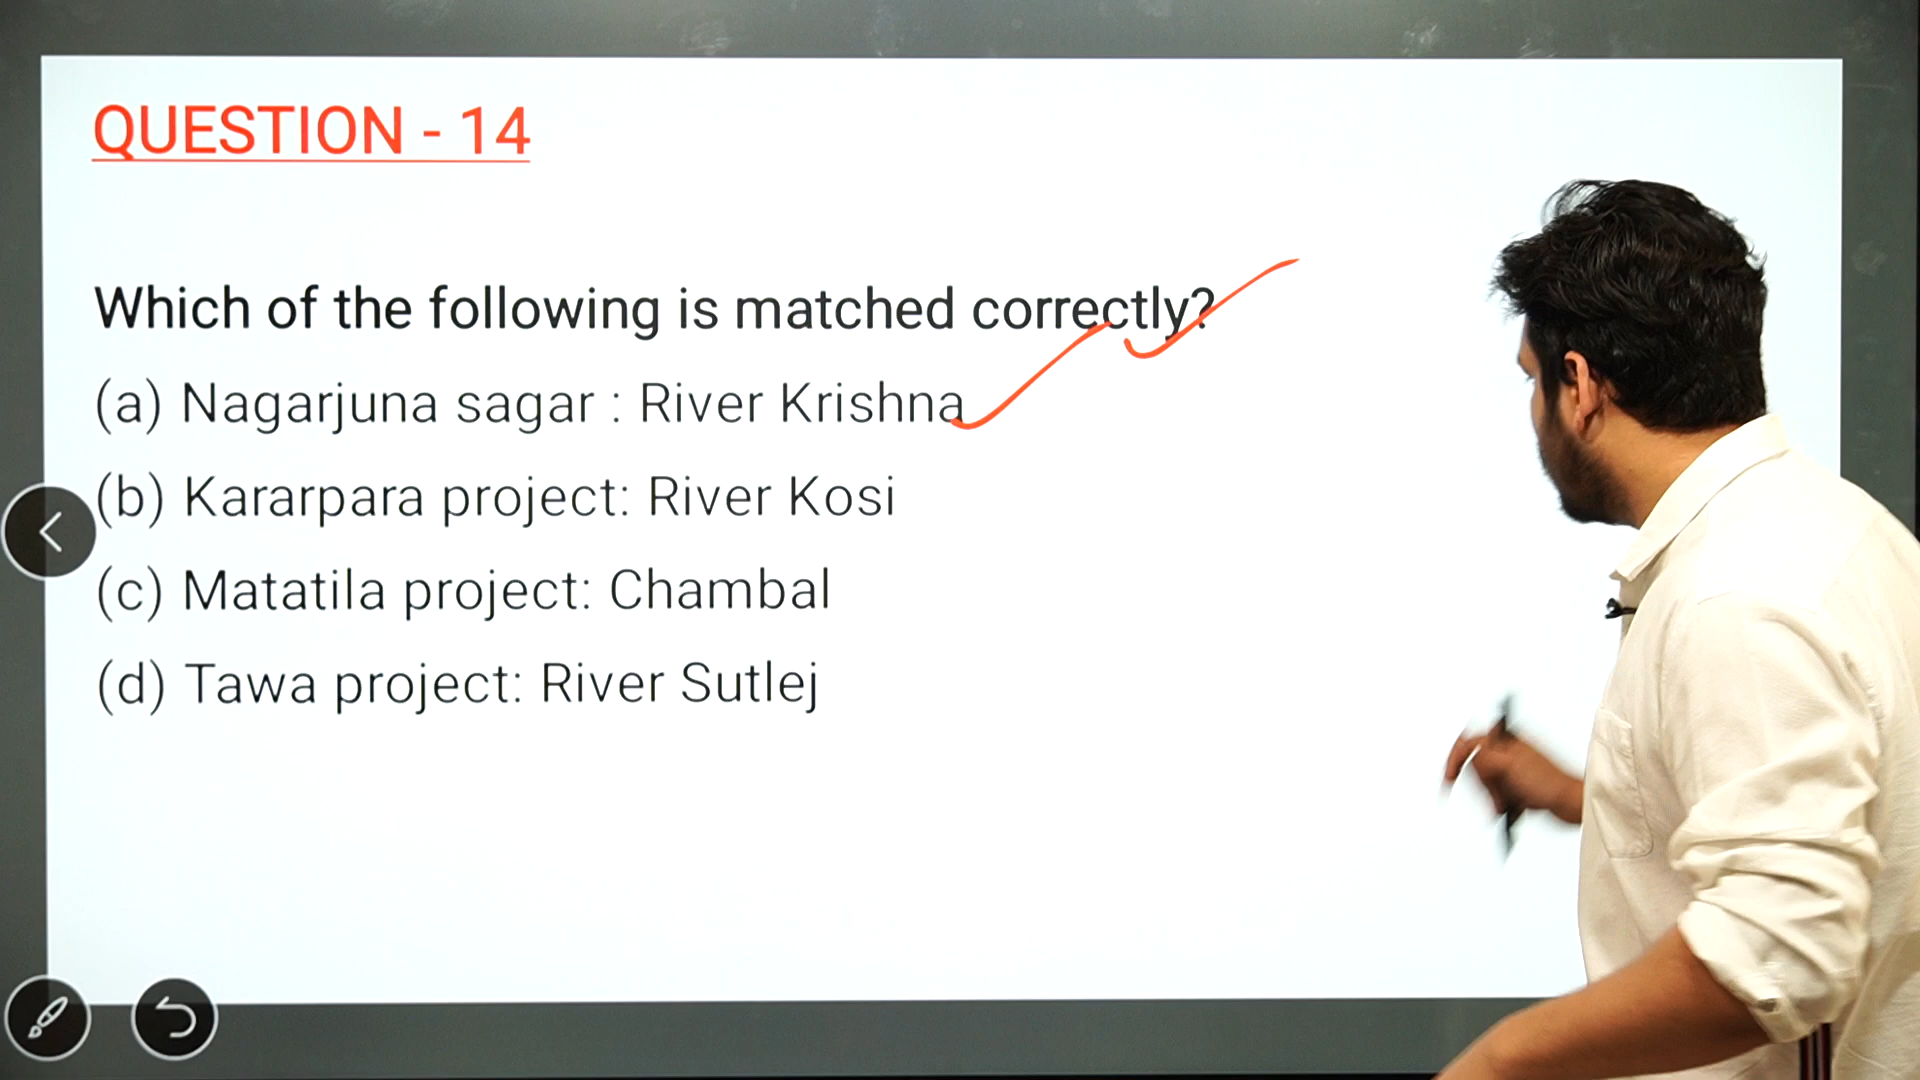 QUESTION - 14
Which of the following is matched correctly?
(a) Nagarjuna sagar : River Krishna
(b) Kararpara project: River Kosi
(c) Matatila project: Chambal
(d) Tawa project: River Sutlej